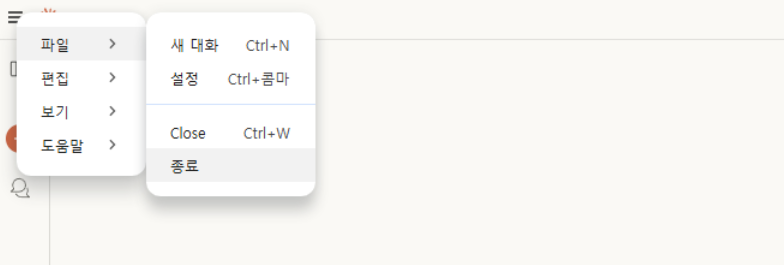 파일
편집
보기
도움말
새 대화 Ctrl+N
설정 Ctrl+콤마
Close Ctrl+W
종료